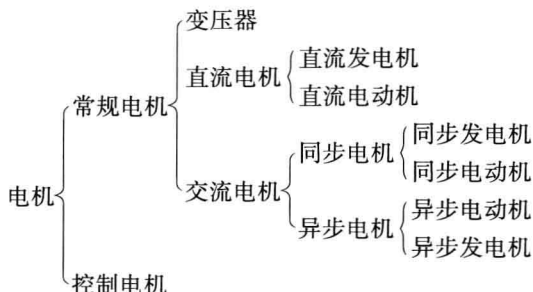 变压器
直流发电机
直流电机
直流电动机
常规电机
同步发电机
同步电机
同步电动机
交流电机
电机
异步电动机
异步电机
异步发电机
控制电机